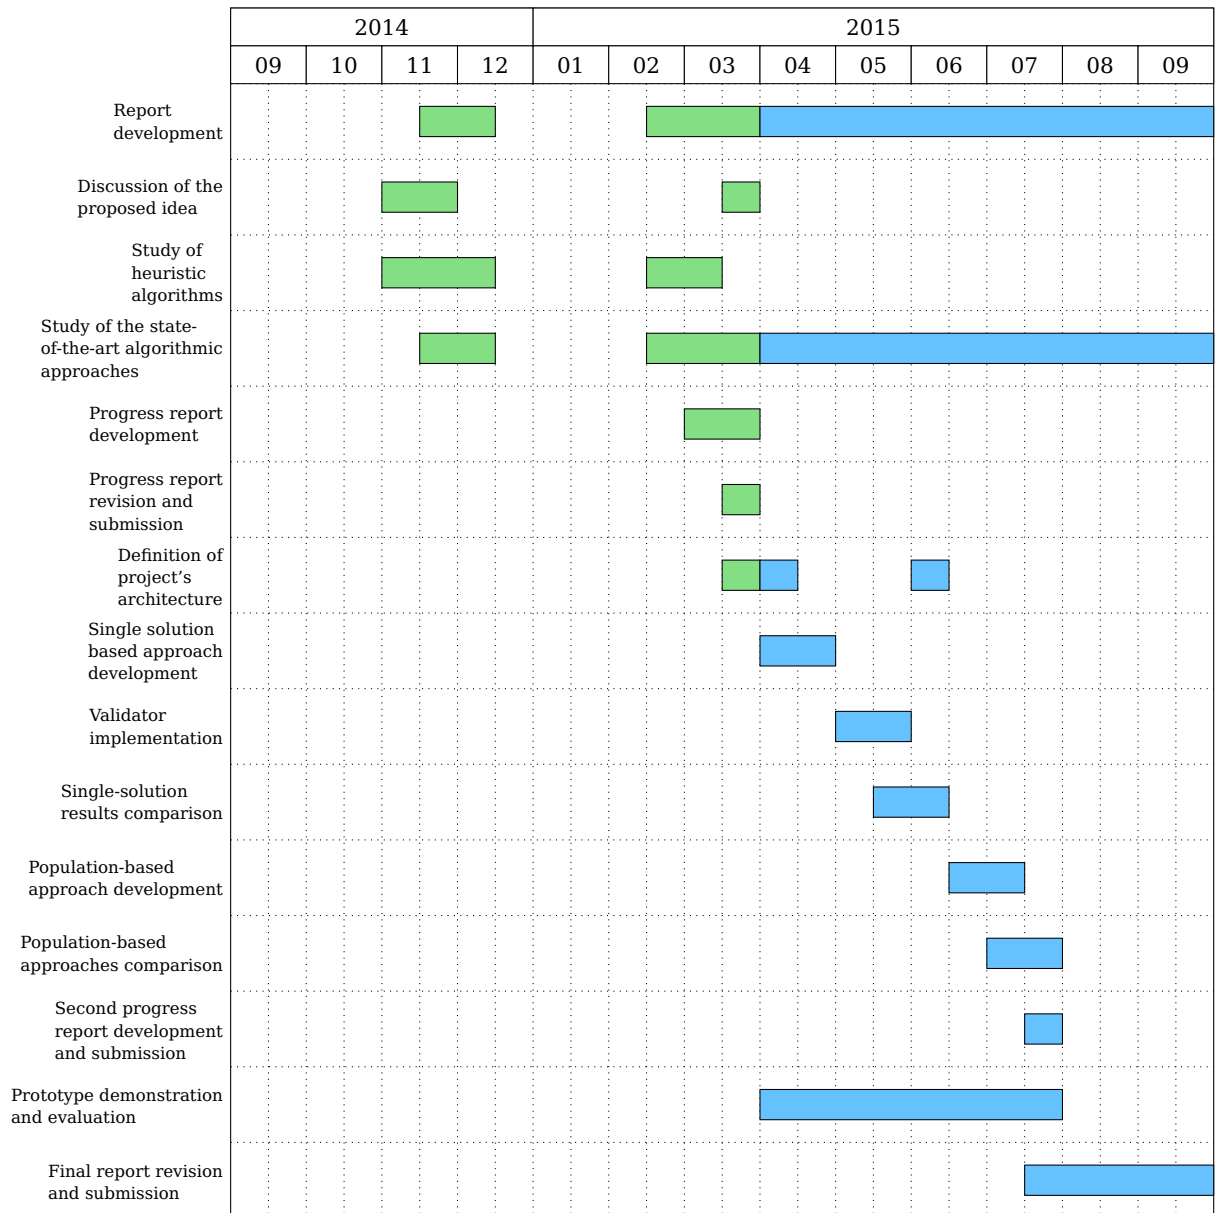 2014 2015
09 10 11 12 01 02 03 04 05 06 07 08 09
Report
development
Discussion of the
proposed idea
Study of
heuristic
algorithms
Study of the state-
of-the-art algorithmic
approaches
Progress report
development
Progress report
revision and
submission
Definition of
project's
architecture
Single solution
based approach
development
Validator
implementation
Single-solution
results comparison
Population-based
approach development
Population-based
approaches comparison
Second progress
report development
and submission
Prototype demonstration
and evaluation
Final report revision
and submission